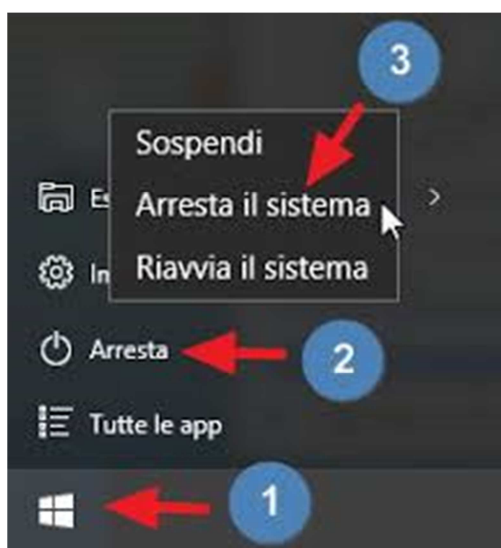 3
Sospendi
Arresta il sistema
Riavvia il sistema
Arresta
2
Tutte le app
1